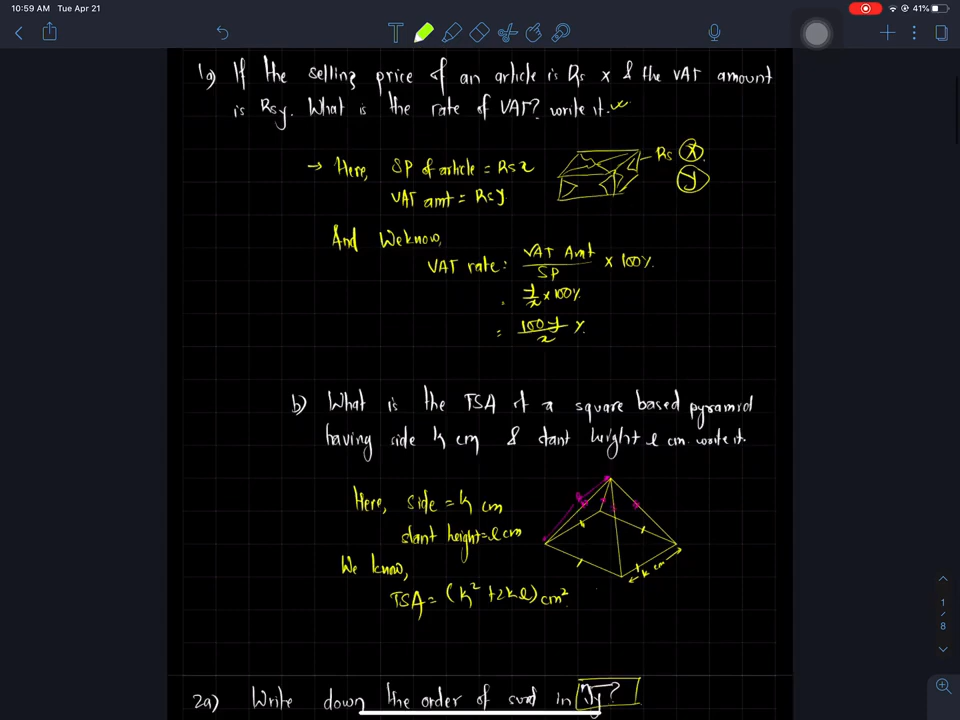 10:59 AM Tue Apr 21
41%
1a) If the selling price of an article is Rs x & the VAT amount
is Rs y. What is the rate of VAT? write it.
→ Here, SP of article = Rs x
VAT amt = Rs y
Rs x
y
And We know,
VAT rate = VAT Amt / SP × 100%
= y/x × 100%
= 100y/x %
b) What is the TSA of a square based pyramid
having side k cm & slant height l cm. write it.
Here, side = k cm
slant height = l cm
k cm
We know,
TSA = (k² + 2kl) cm²
1
/
8
2a) Write down the order of surd in